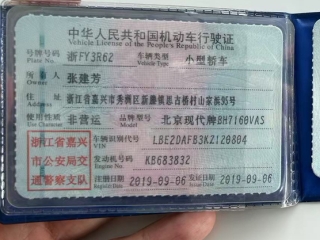 中华人民共和国机动车行驶证
Vehicle License of the People's Republic of China
号牌号码 Plate No. 浙FY3R62 车辆类型 Vehicle Type 小型轿车
所有人 Owner 张建芳
住址 Address 浙江省嘉兴市秀洲区新塍镇思古桥村山家浜95号
使用性质 Use Character 非营运 品牌型号 Model 北京现代牌BH7160VAS
浙江省嘉兴市公安局交通警察支队
车辆识别代号 VIN LBEZDAFB3KZ120804
发动机号码 Engine No. KB683832
注册日期 Register Date 2019-09-06 发证日期 Issue Date 2019-09-06